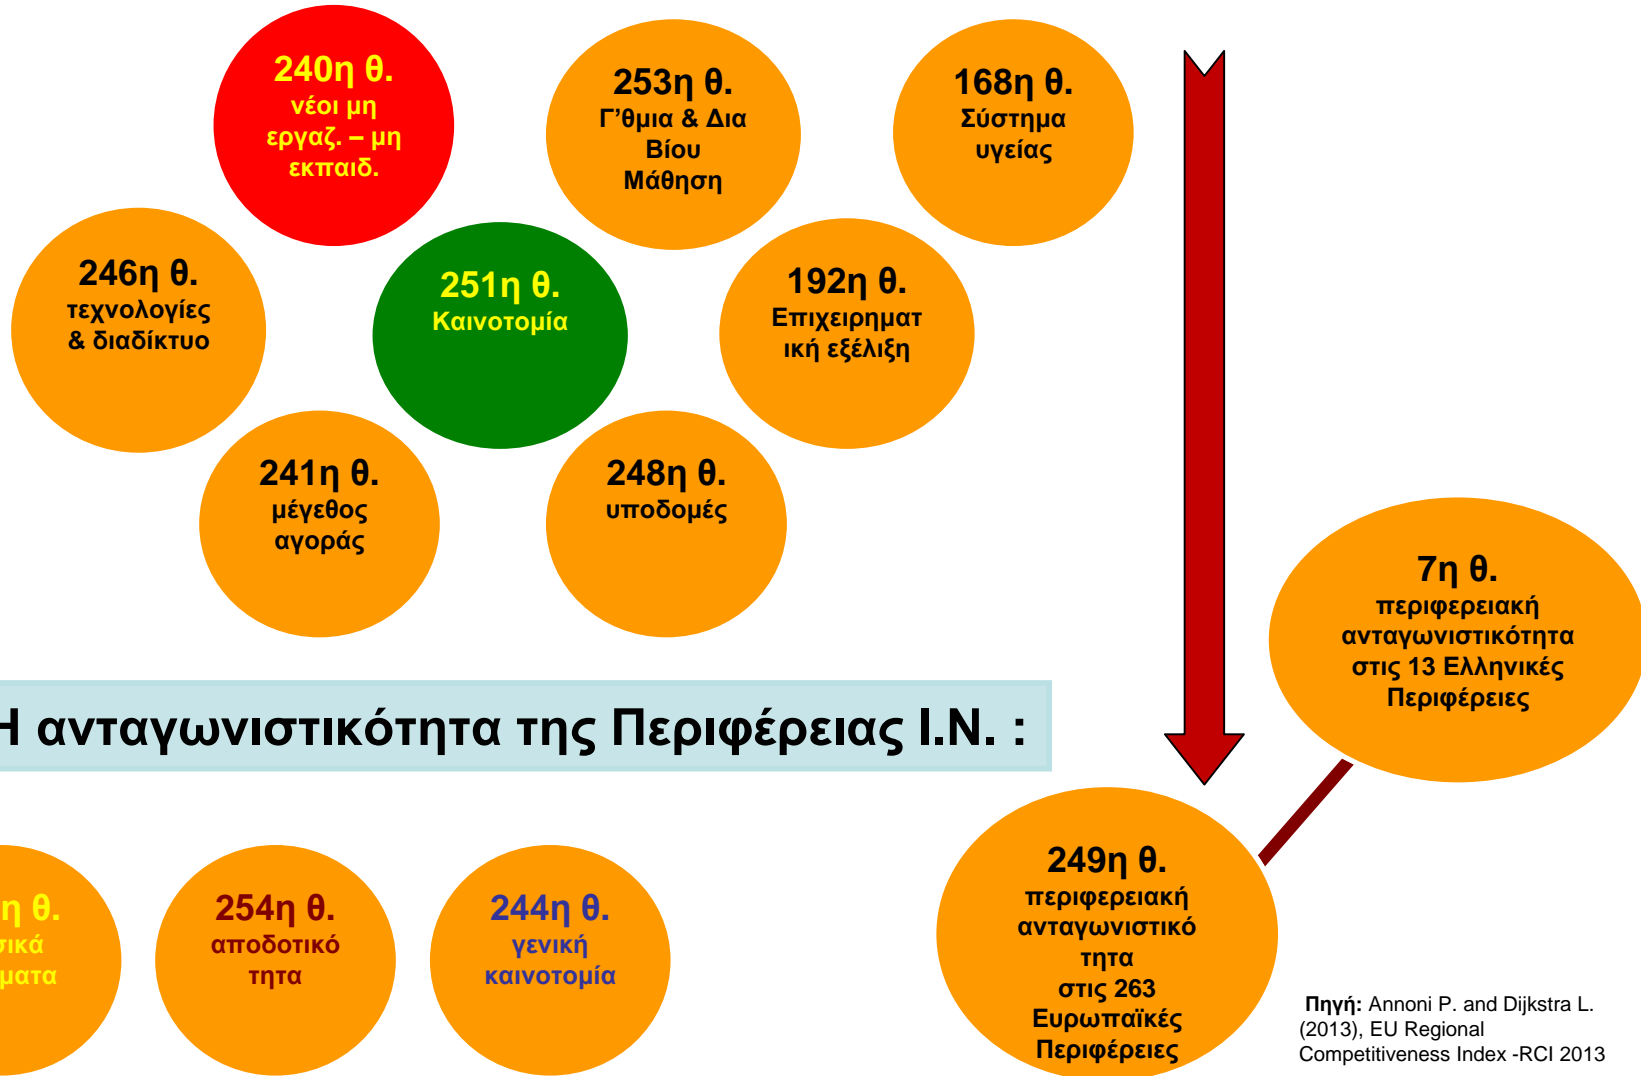 240η θ.
νέοι μη
εργαζ. – μη
εκπαιδ.
253η θ.
Γ’θμια & Δια
Βίου
Μάθηση
168η θ.
Σύστημα
υγείας
246η θ.
τεχνολογίες
& διαδίκτυο
251η θ.
Καινοτομία
192η θ.
Επιχειρηματ
ική εξέλιξη
241η θ.
μέγεθος
αγοράς
248η θ.
υποδομές
7η θ.
περιφερειακή
ανταγωνιστικότητα
στις 13 Ελληνικές
Περιφέρειες
Η ανταγωνιστικότητα της Περιφέρειας Ι.Ν. :
η θ.
254η θ.
αποδοτικό
τητα
244η θ.
γενική
καινοτομία
249η θ.
περιφερειακή
ανταγωνιστικό
τητα
στις 263
Ευρωπαϊκές
Περιφέρειες
Πηγή: Annoni P. and Dijkstra L.
(2013), EU Regional
Competitiveness Index -RCI 2013